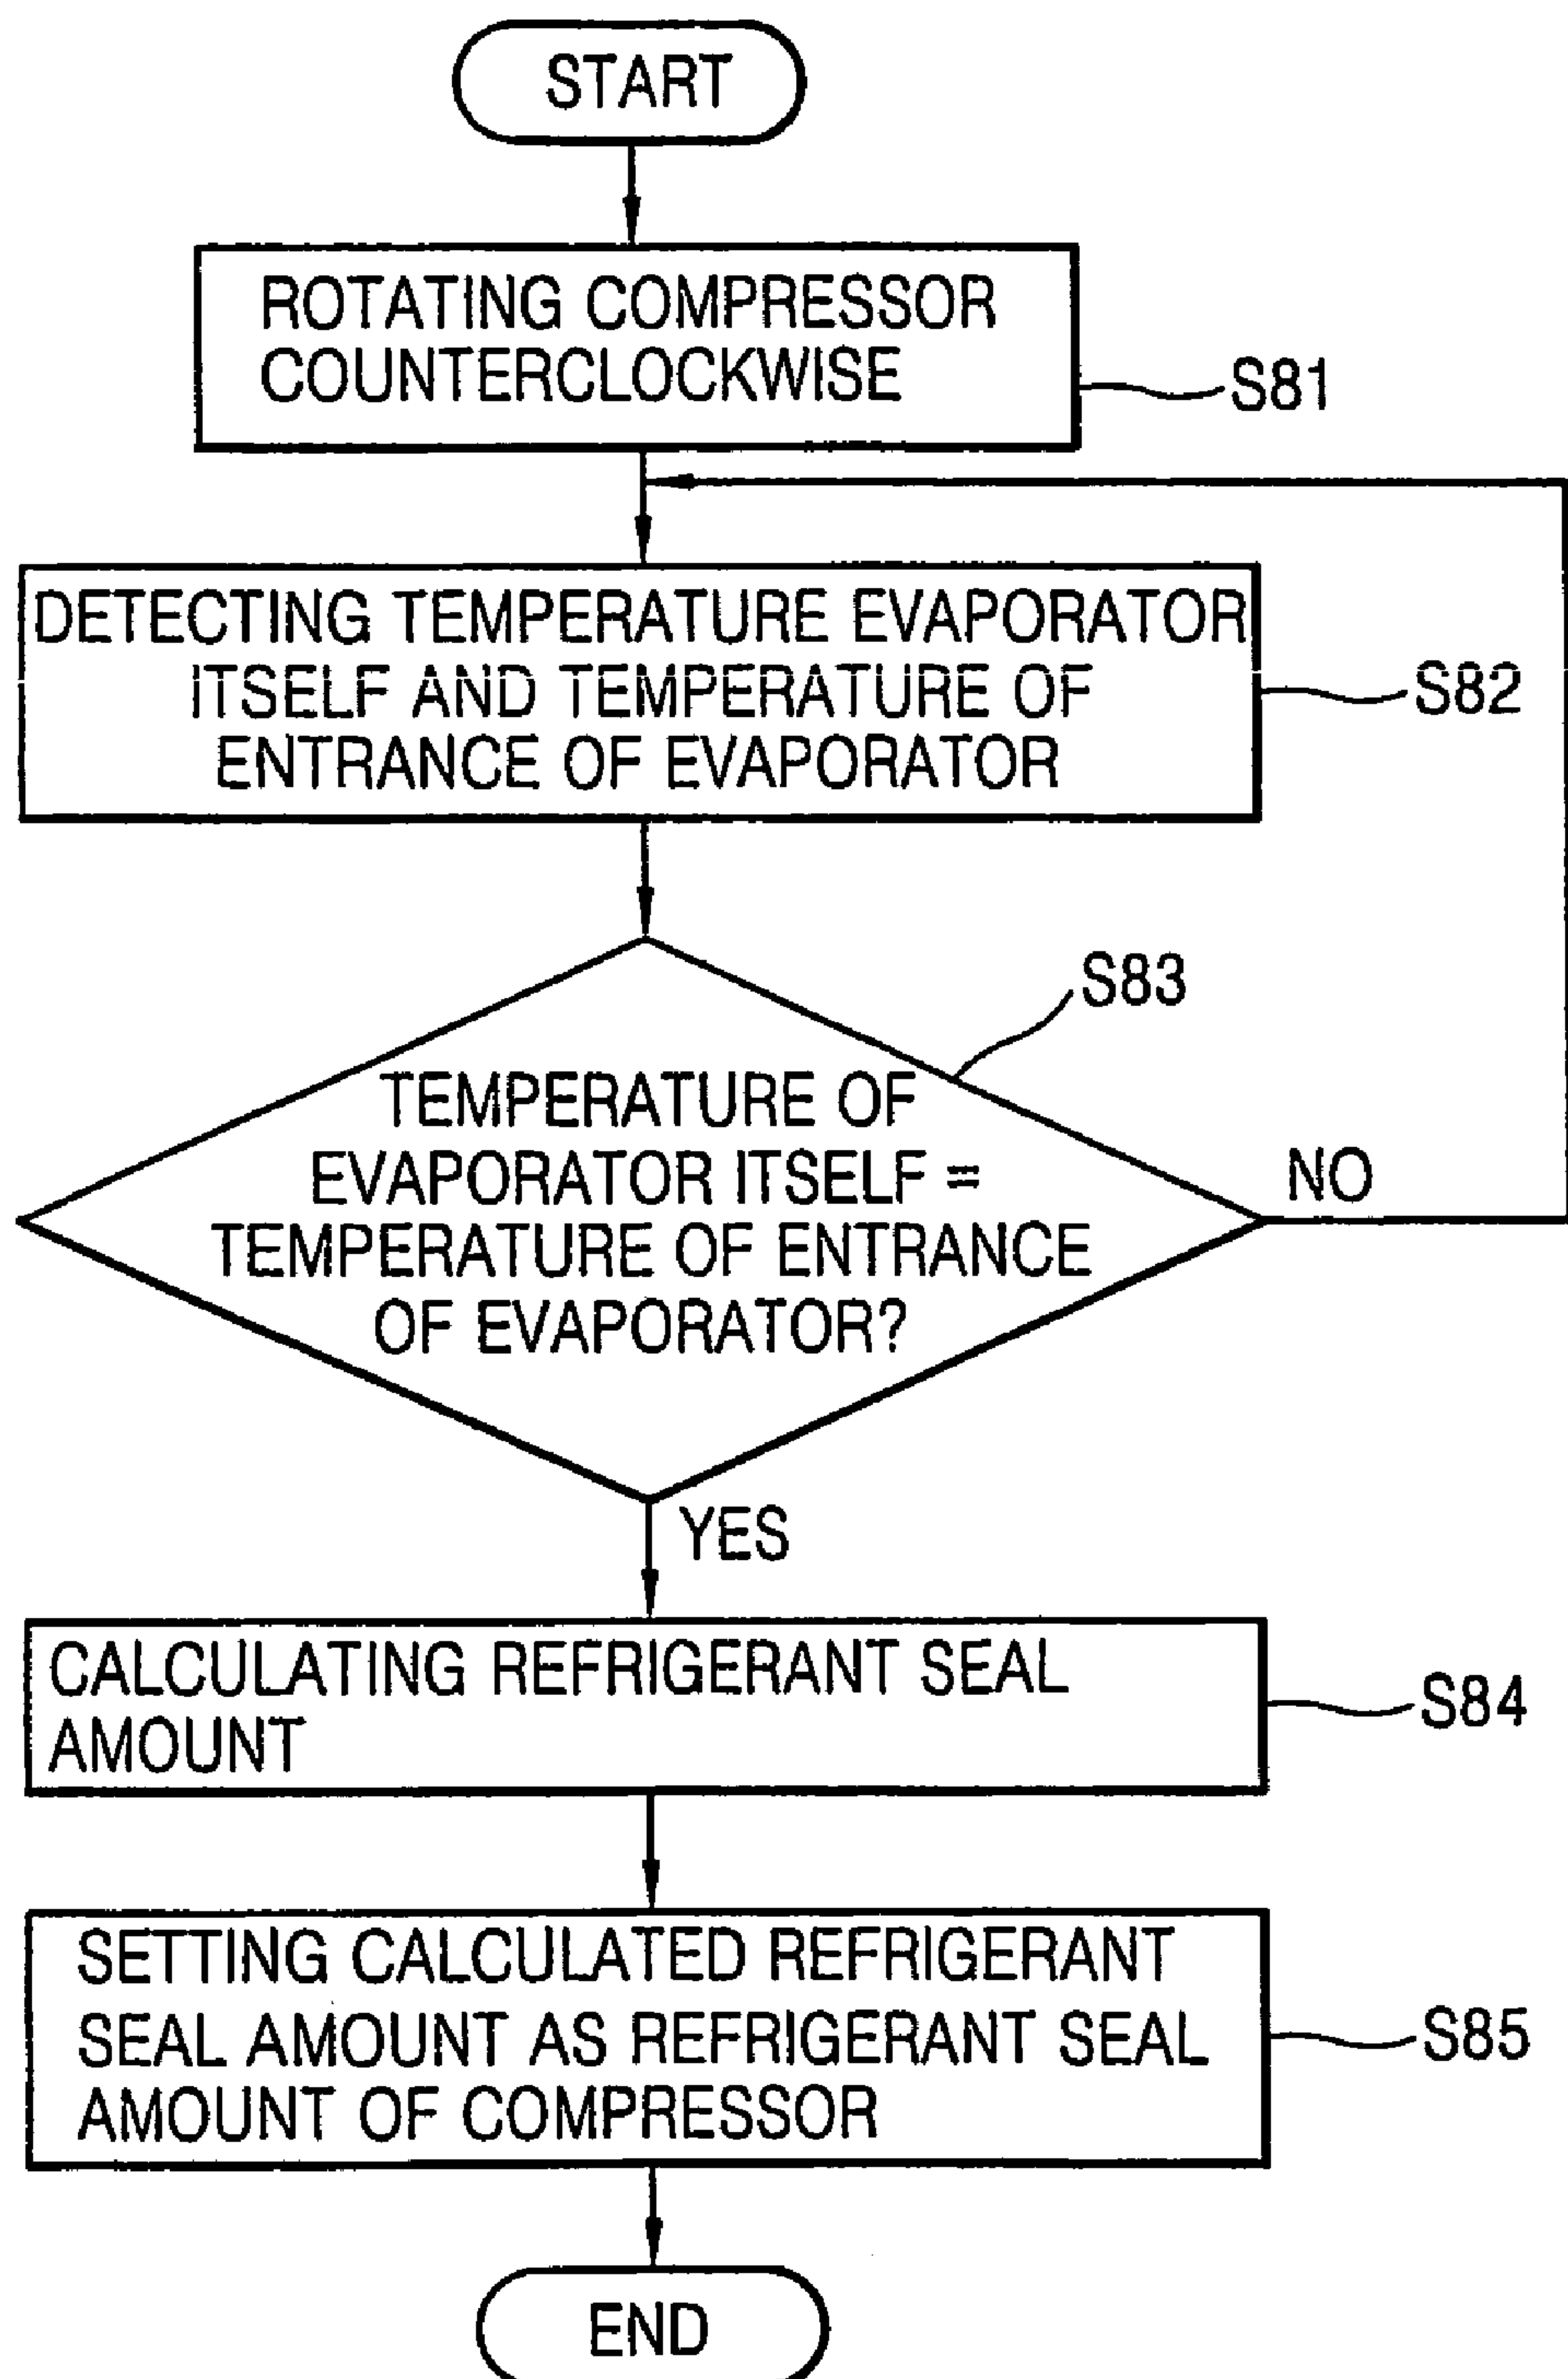 START
ROTATING COMPRESSOR
COUNTERCLOCKWISE
S81
DETECTING TEMPERATURE EVAPORATOR
ITSELF AND TEMPERATURE OF
ENTRANCE OF EVAPORATOR
S82
S83
TEMPERATURE OF
EVAPORATOR ITSELF =
TEMPERATURE OF ENTRANCE
OF EVAPORATOR?
NO
YES
CALCULATING REFRIGERANT SEAL
AMOUNT
S84
SETTING CALCULATED REFRIGERANT
SEAL AMOUNT AS REFRIGERANT SEAL
AMOUNT OF COMPRESSOR
S85
END